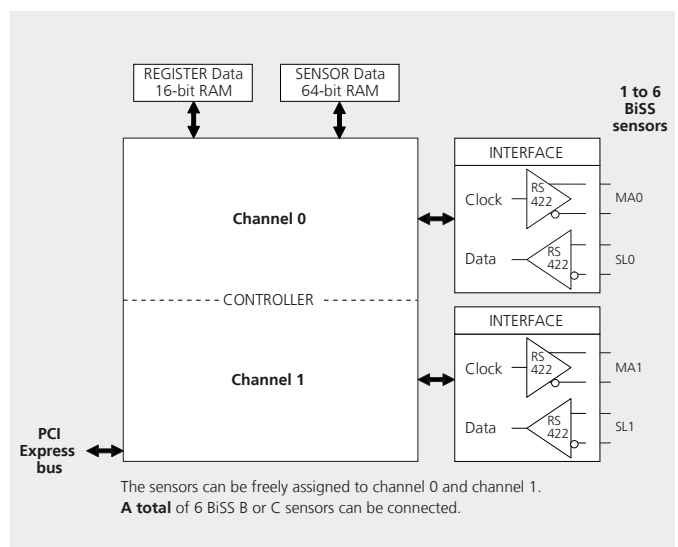 REGISTER Data
16-bit RAM
SENSOR Data
64-bit RAM
1 to 6
BiSS
sensors
INTERFACE
Clock
RS
422
MA0
Channel 0
Data
RS
422
SL0
CONTROLLER
INTERFACE
Clock
RS
422
MA1
Channel 1
Data
RS
422
SL1
PCI
Express
bus
The sensors can be freely assigned to channel 0 and channel 1.
A total of 6 BiSS B or C sensors can be connected.